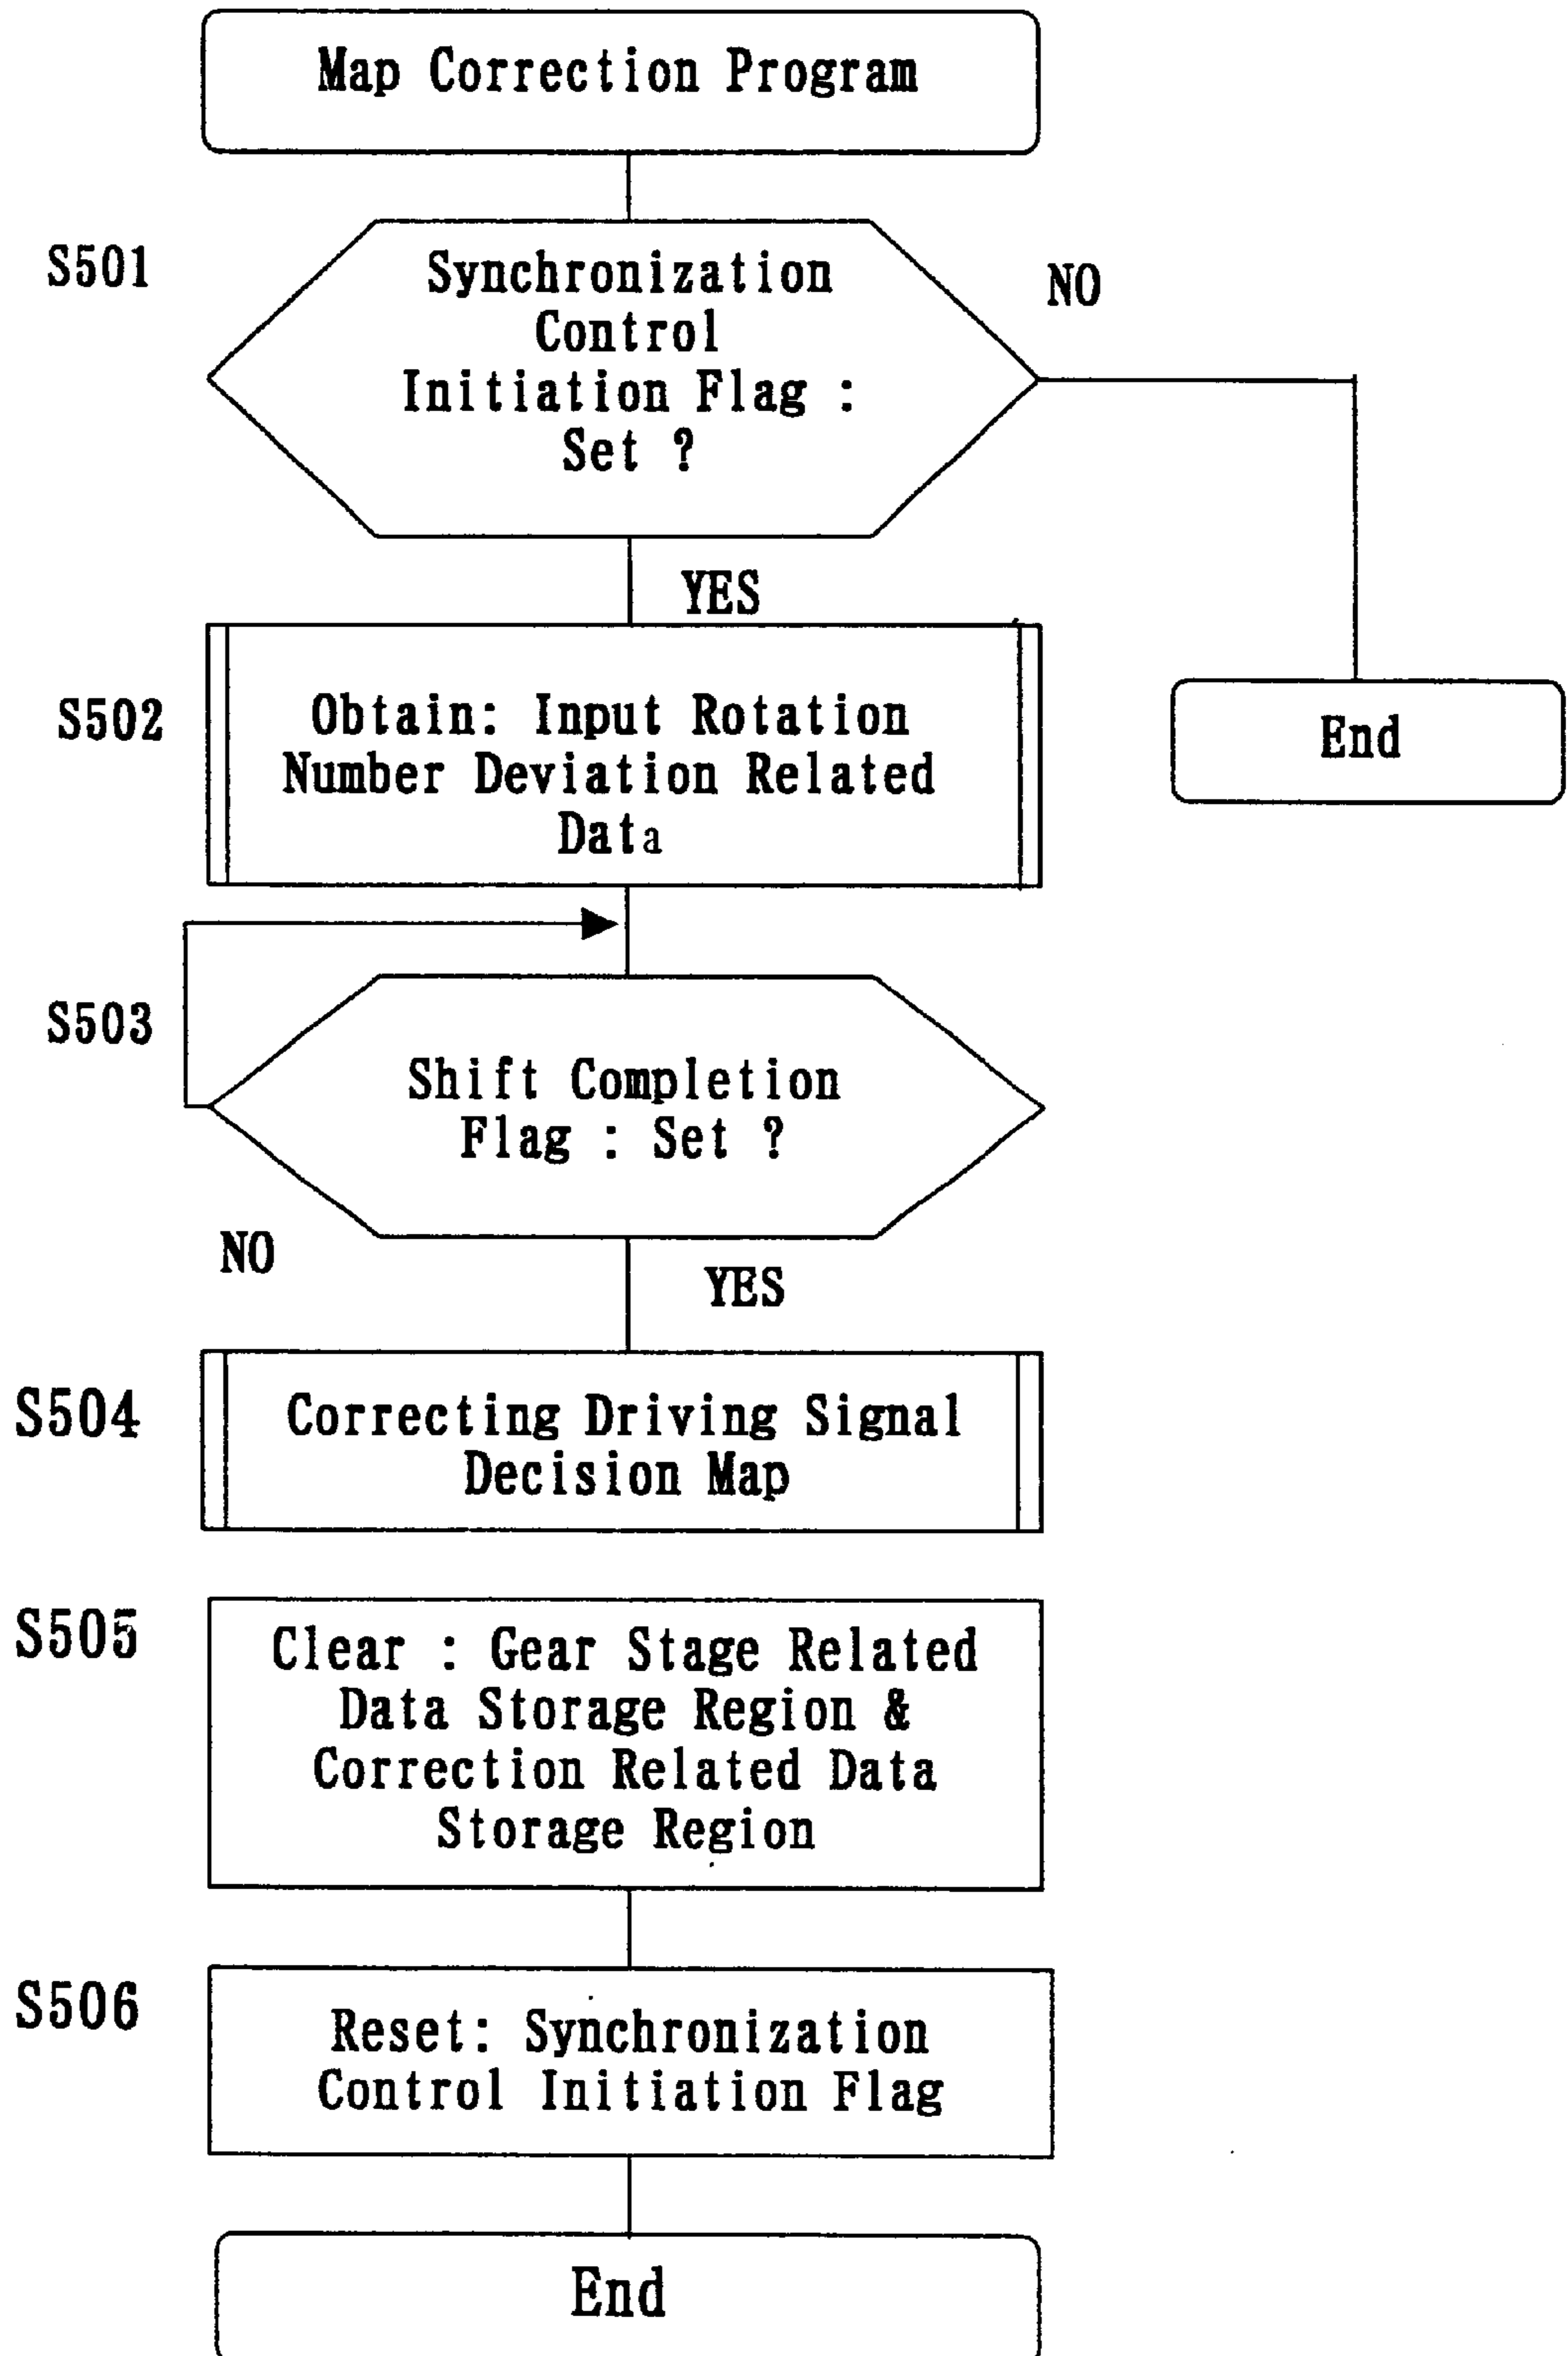 Map Correction Program
S501
Synchronization
Control
Initiation Flag :
Set ?
NO
YES
S502
Obtain: Input Rotation
Number Deviation Related
Data
End
S503
Shift Completion
Flag : Set ?
NO
YES
S504
Correcting Driving Signal
Decision Map
S505
Clear : Gear Stage Related
Data Storage Region &
Correction Related Data
Storage Region
S506
Reset: Synchronization
Control Initiation Flag
End